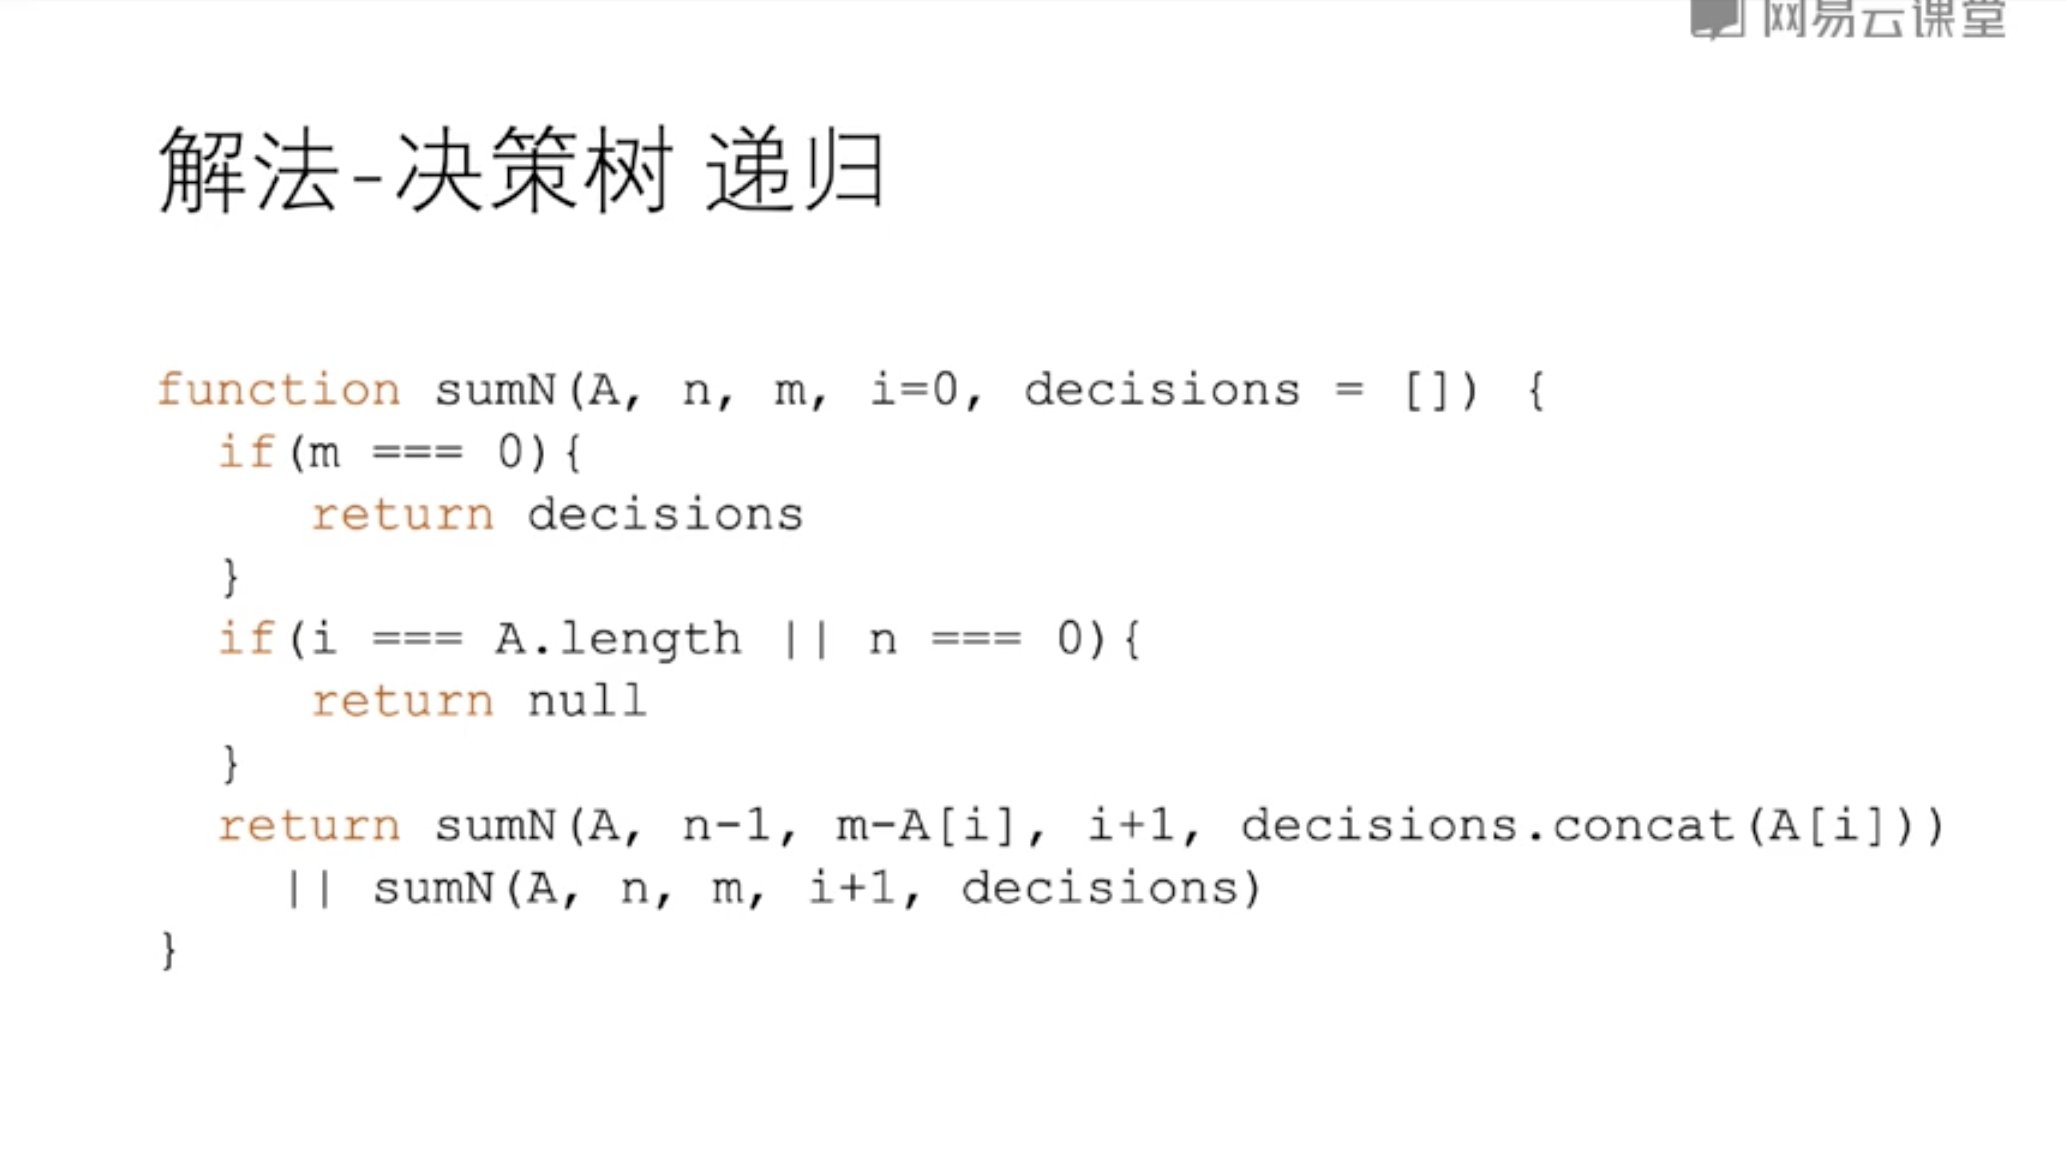 网易云课堂
解法-决策树 递归
function sumN(A, n, m, i=0, decisions = []) {
if(m === 0){
return decisions
}
if(i === A.length || n === 0){
return null
}
return sumN(A, n-1, m-A[i], i+1, decisions.concat(A[i]))
|| sumN(A, n, m, i+1, decisions)
}